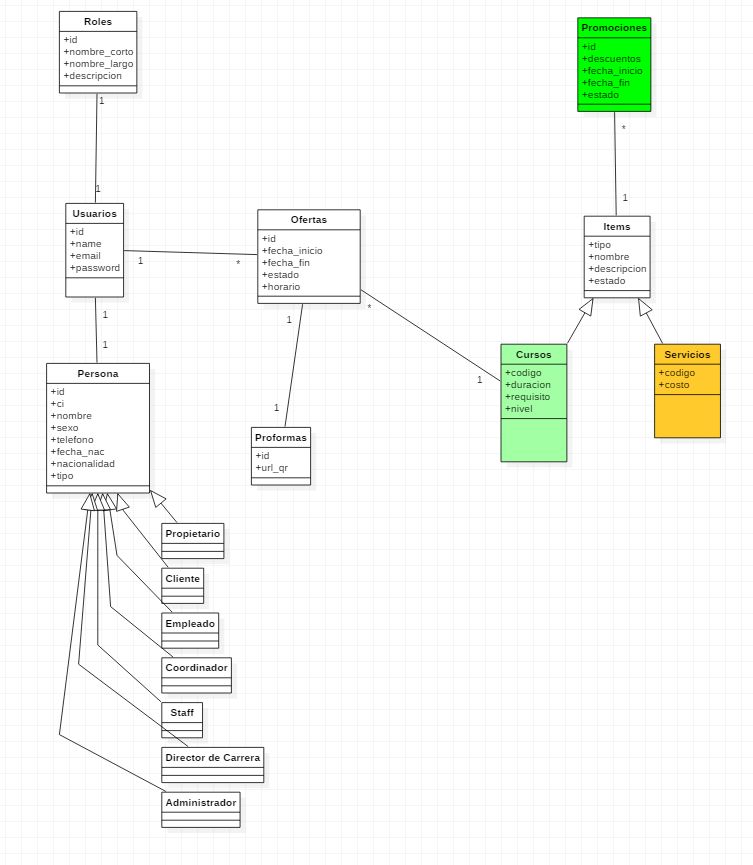 Roles
+id
+nombre_corto
+nombre_largo
+descripcion
1
1
Usuarios
+id
+name
+email
+password
1
*
1
1
Persona
+id
+ci
+nombre
+sexo
+telefono
+fecha_nac
+nacionalidad
+tipo
Propietario
Cliente
Empleado
Coordinador
Staff
Director de Carrera
Administrador
Ofertas
+id
+fecha_inicio
+fecha_fin
+estado
+horario
1
1
*
1
Proformas
+id
+url_qr
Promociones
+id
+descuentos
+fecha_inicio
+fecha_fin
+estado
*
1
Items
+tipo
+nombre
+descripcion
+estado
Cursos
+codigo
+duracion
+requisito
+nivel
Servicios
+codigo
+costo